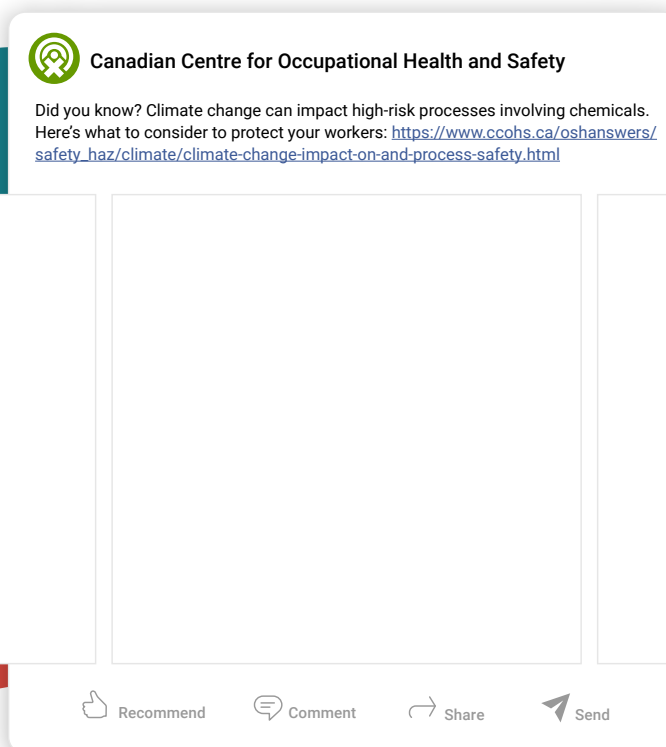 Canadian Centre for Occupational Health and Safety
Did you know? Climate change can impact high-risk processes involving chemicals.
Here’s what to consider to protect your workers: https://www.ccohs.ca/oshanswers/
safety_haz/climate/climate-change-impact-on-and-process-safety.html
Recommend Comment Share Send